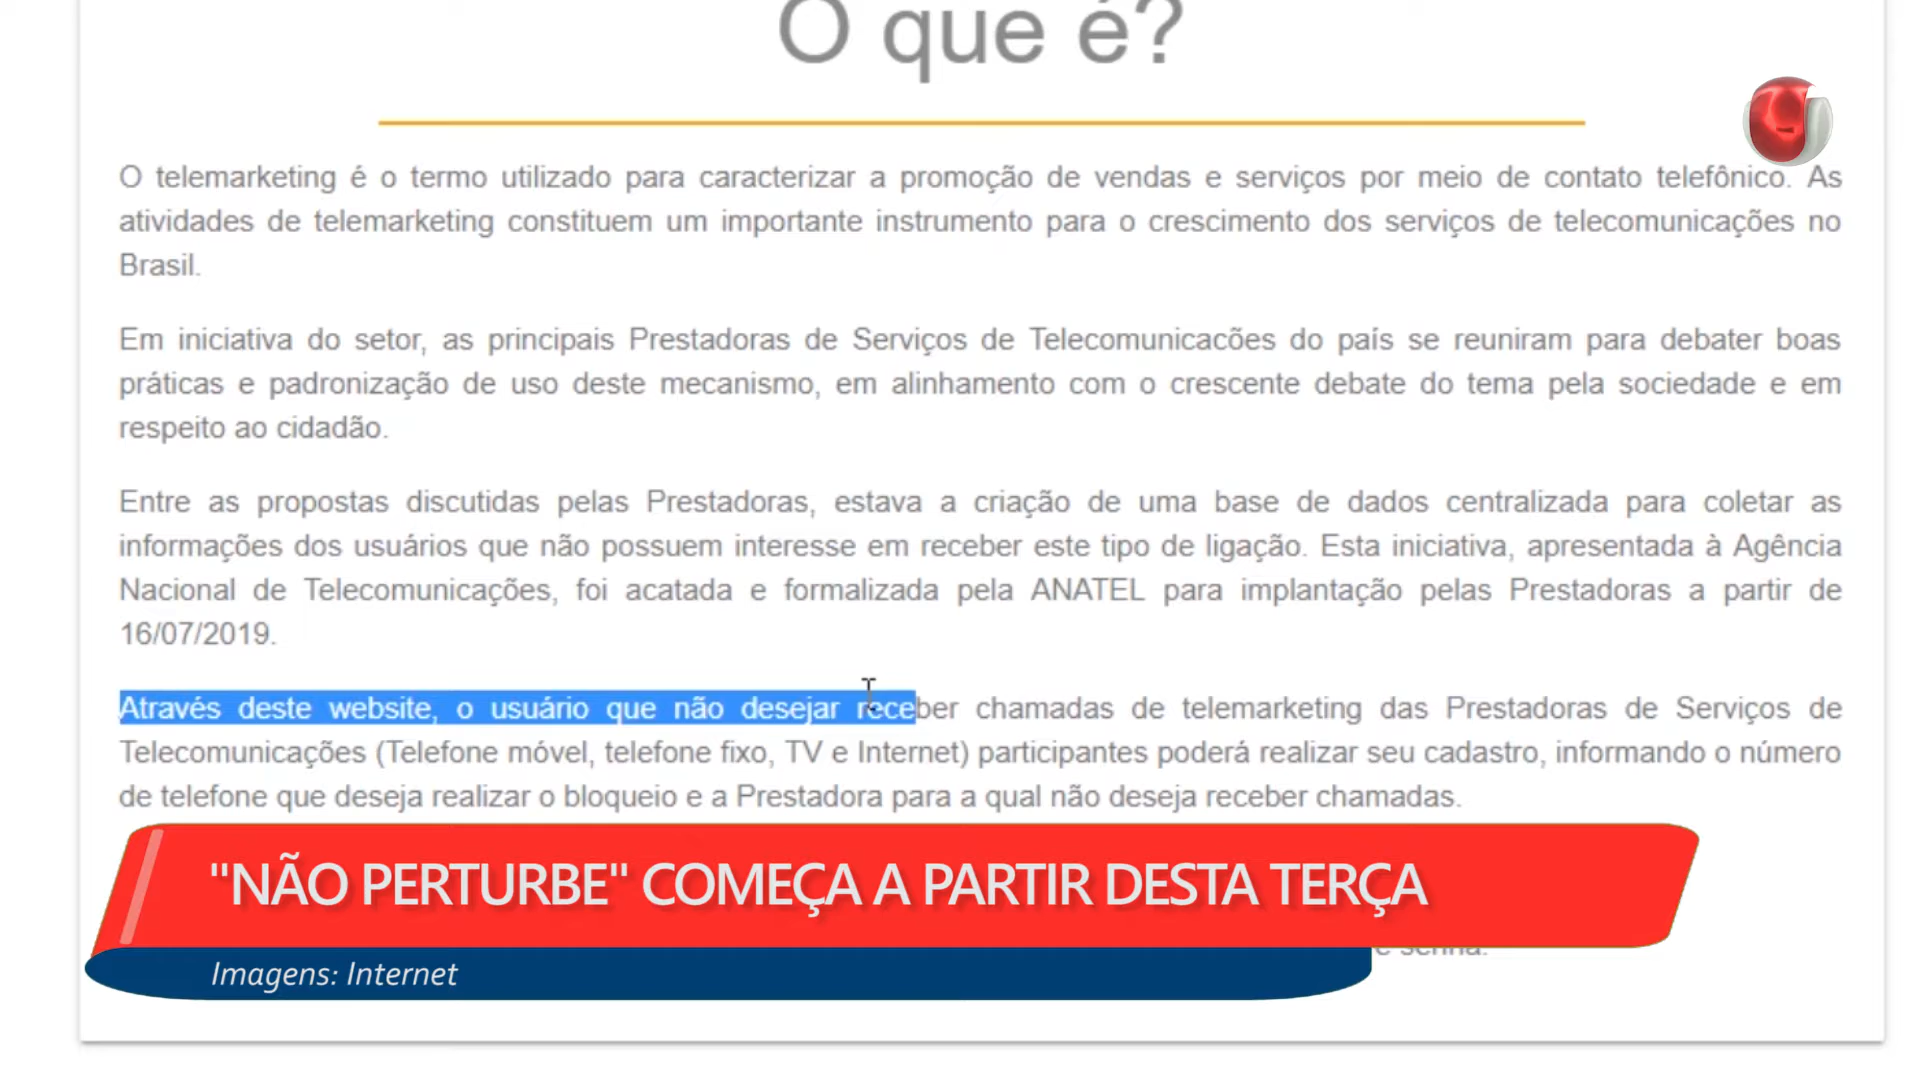 O que é?
O telemarketing é o termo utilizado para caracterizar a promoção de vendas e serviços por meio de contato telefônico. As
atividades de telemarketing constituem um importante instrumento para o crescimento dos serviços de telecomunicações no
Brasil.
Em iniciativa do setor, as principais Prestadoras de Serviços de Telecomunicacões do país se reuniram para debater boas
práticas e padronização de uso deste mecanismo, em alinhamento com o crescente debate do tema pela sociedade e em
respeito ao cidadão.
Entre as propostas discutidas pelas Prestadoras, estava a criação de uma base de dados centralizada para coletar as
informações dos usuários que não possuem interesse em receber este tipo de ligação. Esta iniciativa, apresentada à Agência
Nacional de Telecomunicações, foi acatada e formalizada pela ANATEL para implantação pelas Prestadoras a partir de
16/07/2019.
Através deste website, o usuário que não desejar receber chamadas de telemarketing das Prestadoras de Serviços de
Telecomunicações (Telefone móvel, telefone fixo, TV e Internet) participantes poderá realizar seu cadastro, informando o número
de telefone que deseja realizar o bloqueio e a Prestadora para a qual não deseja receber chamadas.
"NÃO PERTURBE" COMEÇA A PARTIR DESTA TERÇA
e senha.
Imagens: Internet